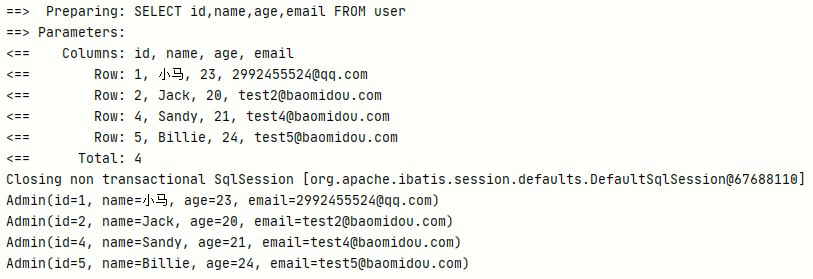 ==>  Preparing: SELECT id,name,age,email FROM user
==> Parameters:
<==    Columns: id, name, age, email
<==        Row: 1, 小马, 23, 2992455524@qq.com
<==        Row: 2, Jack, 20, test2@baomidou.com
<==        Row: 4, Sandy, 21, test4@baomidou.com
<==        Row: 5, Billie, 24, test5@baomidou.com
<==      Total: 4
Closing non transactional SqlSession [org.apache.ibatis.session.defaults.DefaultSqlSession@67688110]
Admin(id=1, name=小马, age=23, email=2992455524@qq.com)
Admin(id=2, name=Jack, age=20, email=test2@baomidou.com)
Admin(id=4, name=Sandy, age=21, email=test4@baomidou.com)
Admin(id=5, name=Billie, age=24, email=test5@baomidou.com)